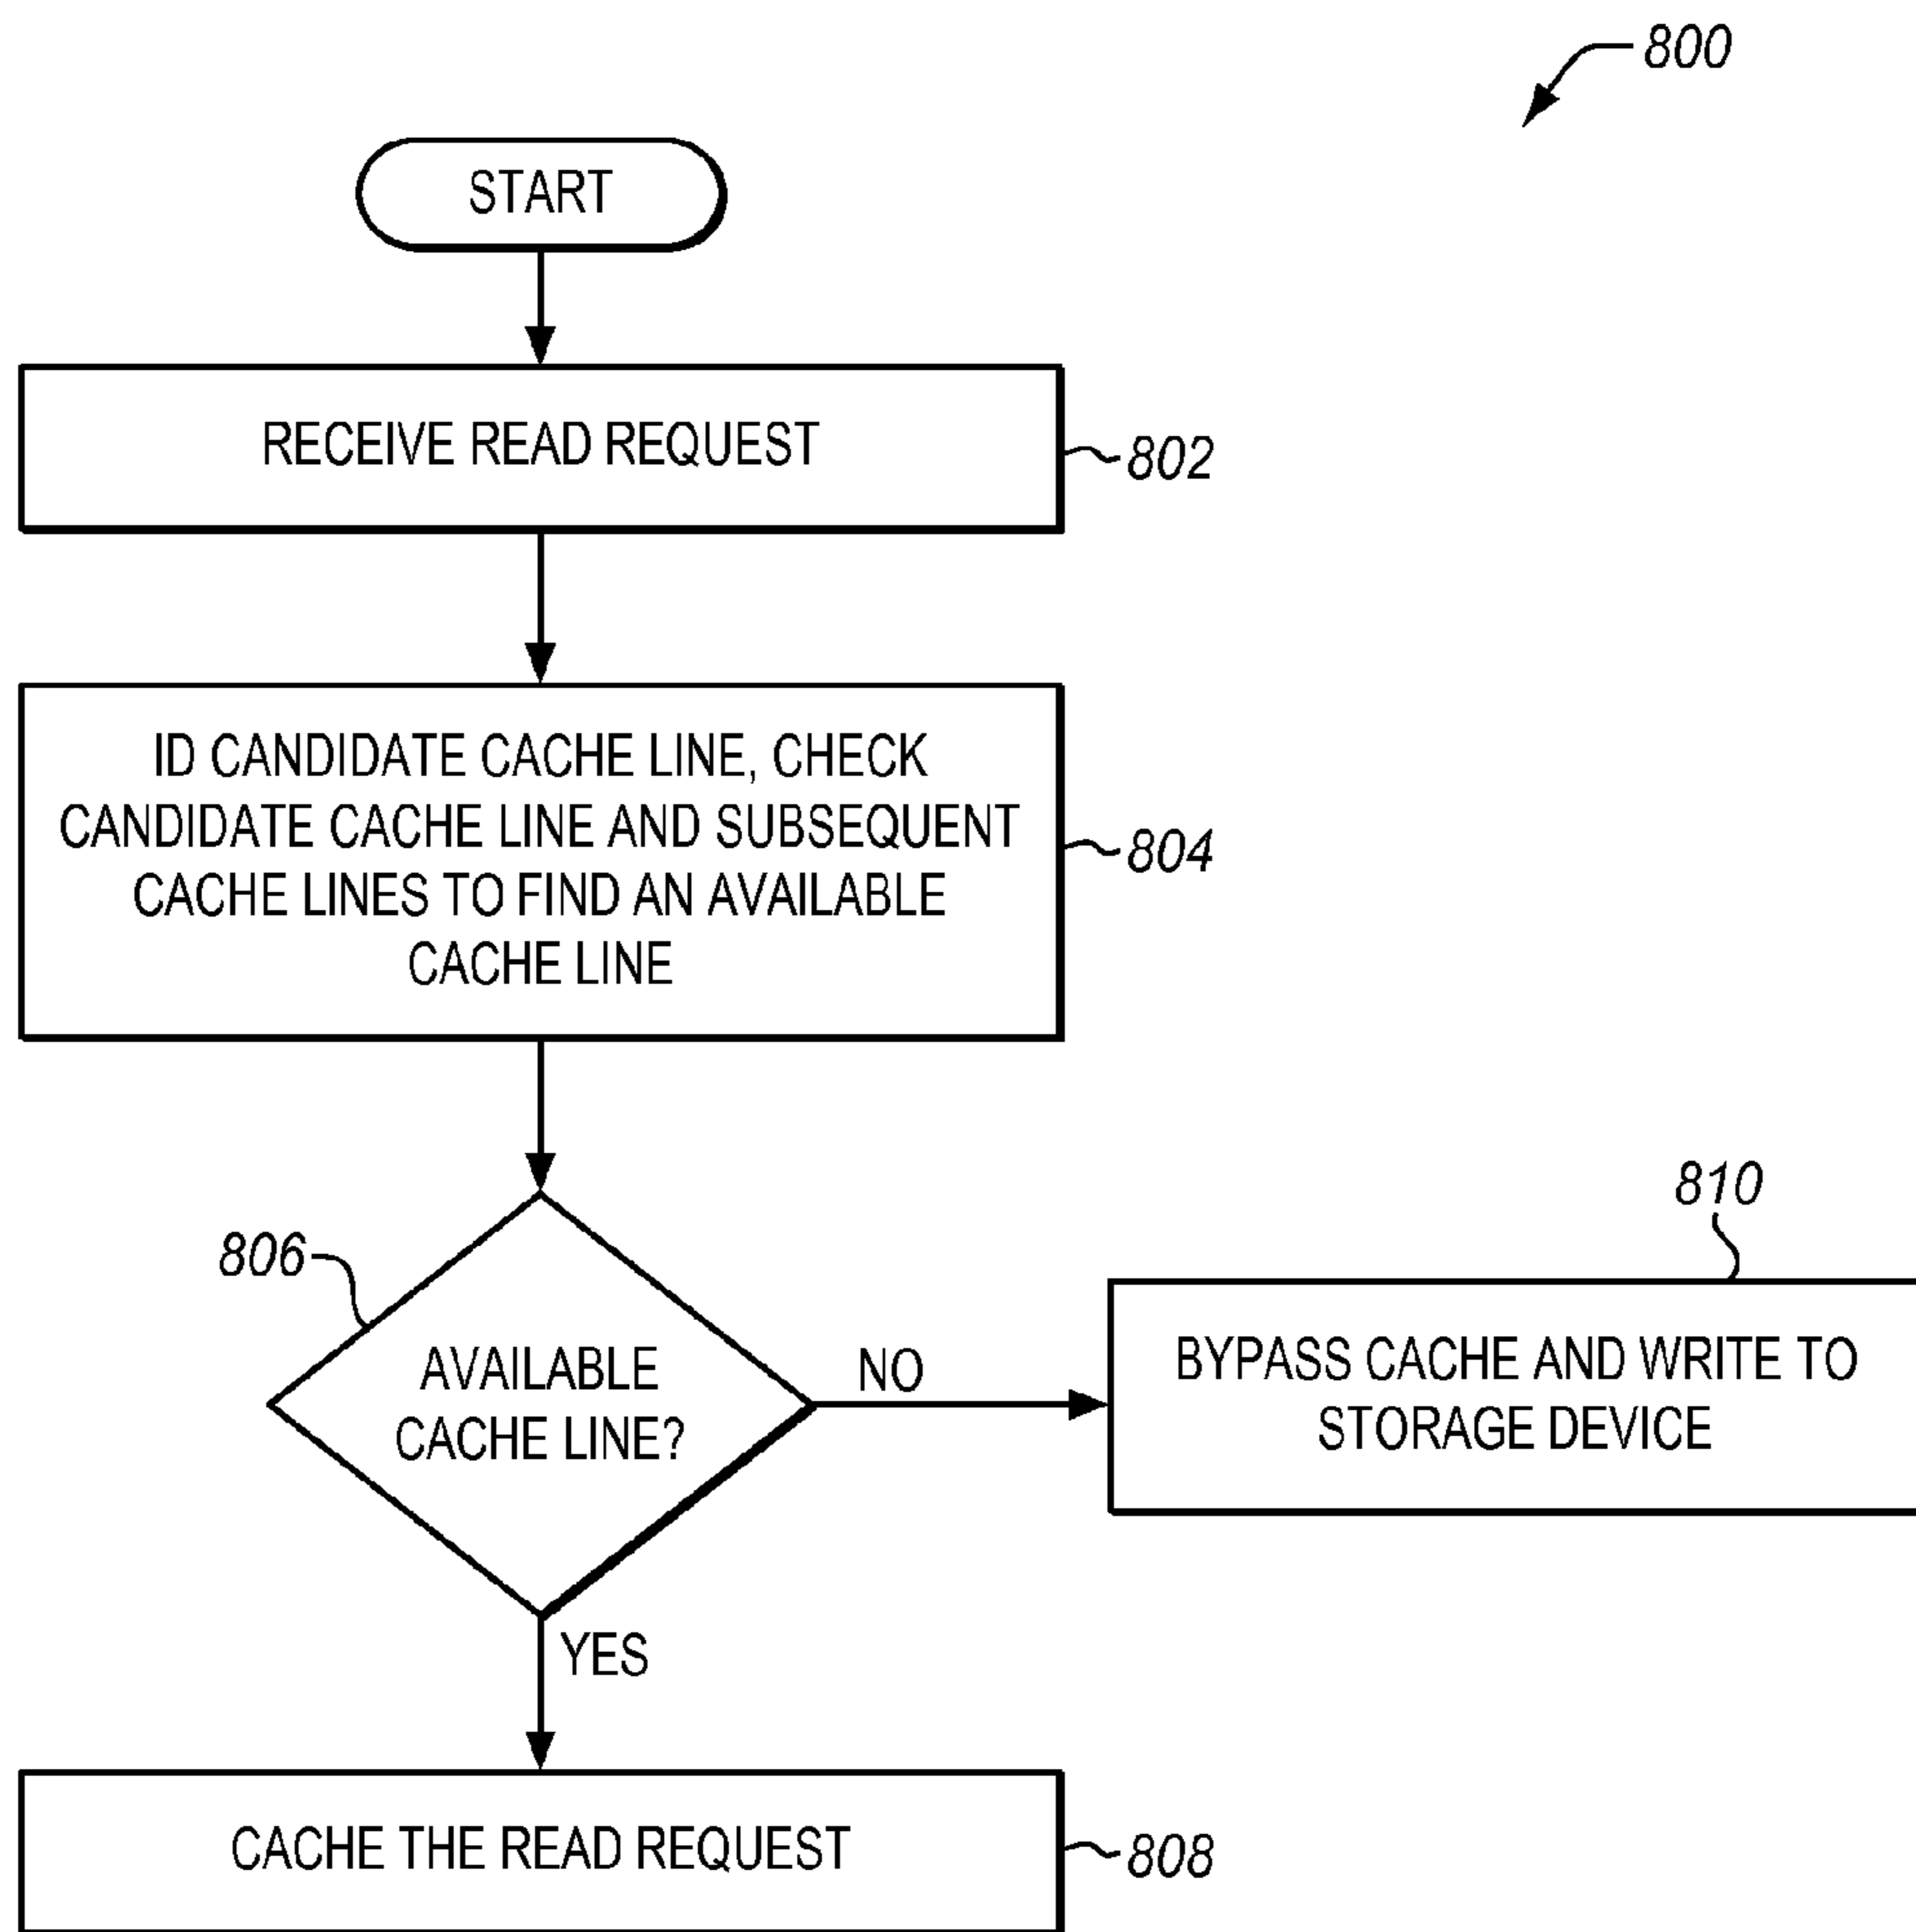 800
START
RECEIVE READ REQUEST
802
ID CANDIDATE CACHE LINE, CHECK
CANDIDATE CACHE LINE AND SUBSEQUENT
CACHE LINES TO FIND AN AVAILABLE
CACHE LINE
804
806
AVAILABLE
CACHE LINE?
NO
810
BYPASS CACHE AND WRITE TO
STORAGE DEVICE
YES
CACHE THE READ REQUEST
808